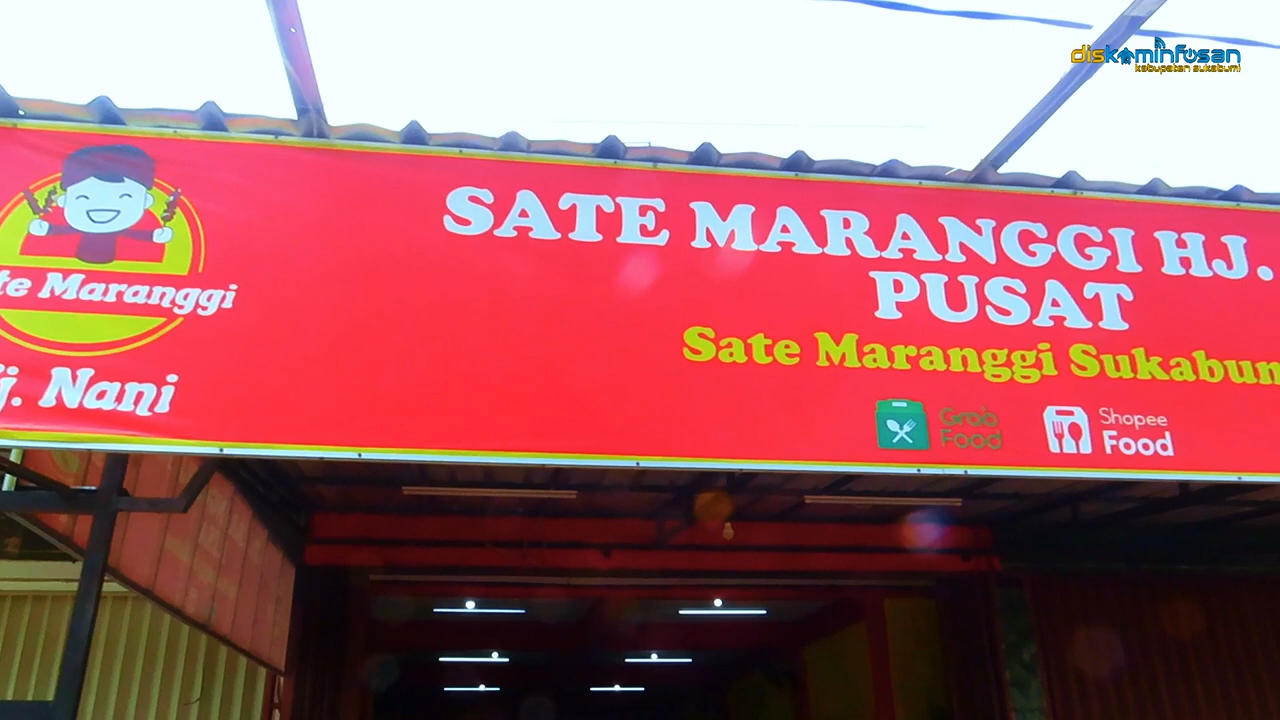 diskominfosan
kabupaten sukabumi
SATE MARANGGI HJ.
PUSAT
Sate Maranggi Sukabum
te Maranggi
j. Nani
Grab
Food
Shopee
Food